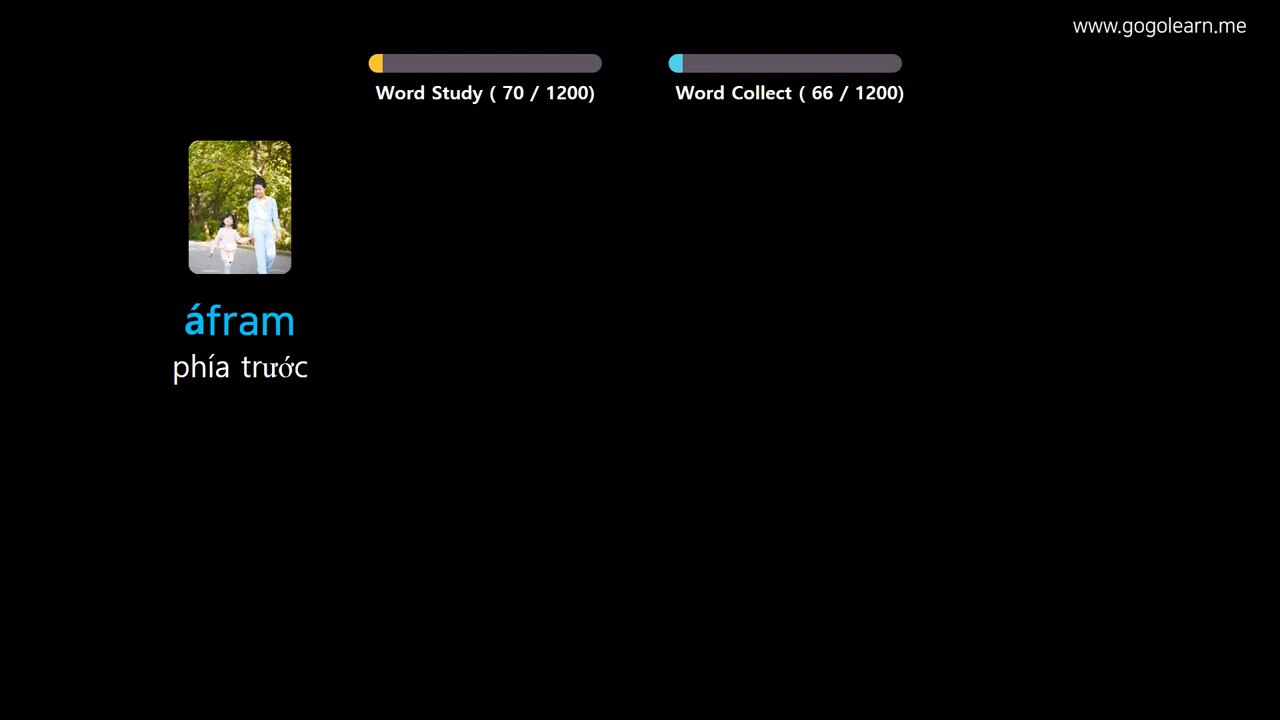 www.gogolearn.me
Word Study ( 70 / 1200)
Word Collect ( 66 / 1200)
áfram
phía trước